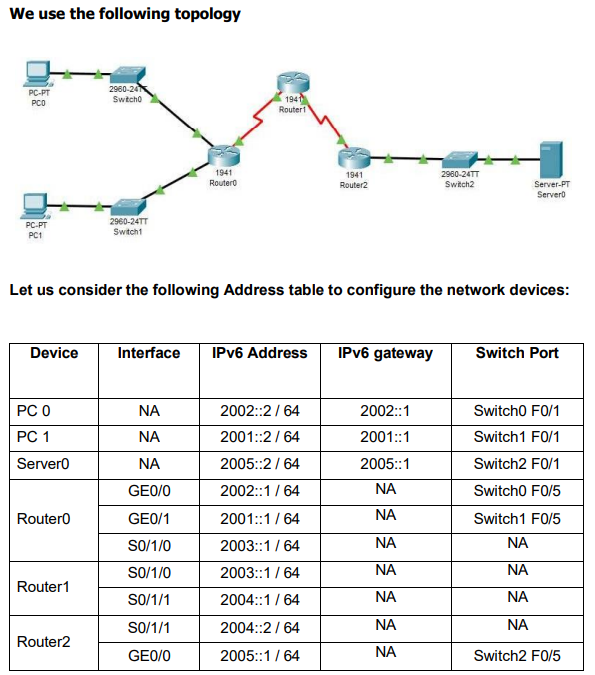 We use the following topology
PC-PT
PC0
2960-24TT
Switch0
1941
Router1
1941
Router0
1941
Router2
2960-24TT
Switch2
Server-PT
Server0
PC-PT
PC1
2960-24TT
Switch1
Let us consider the following Address table to configure the network devices:
Device Interface IPv6 Address IPv6 gateway Switch Port
PC 0 NA 2002::2 / 64 2002::1 Switch0 F0/1
PC 1 NA 2001::2 / 64 2001::1 Switch1 F0/1
Server0 NA 2005::2 / 64 2005::1 Switch2 F0/1
Router0 GE0/0 2002::1 / 64 NA Switch0 F0/5
GE0/1 2001::1 / 64 NA Switch1 F0/5
S0/1/0 2003::1 / 64 NA NA
Router1 S0/1/0 2003::1 / 64 NA NA
S0/1/1 2004::1 / 64 NA NA
Router2 S0/1/1 2004::2 / 64 NA NA
GE0/0 2005::1 / 64 NA Switch2 F0/5